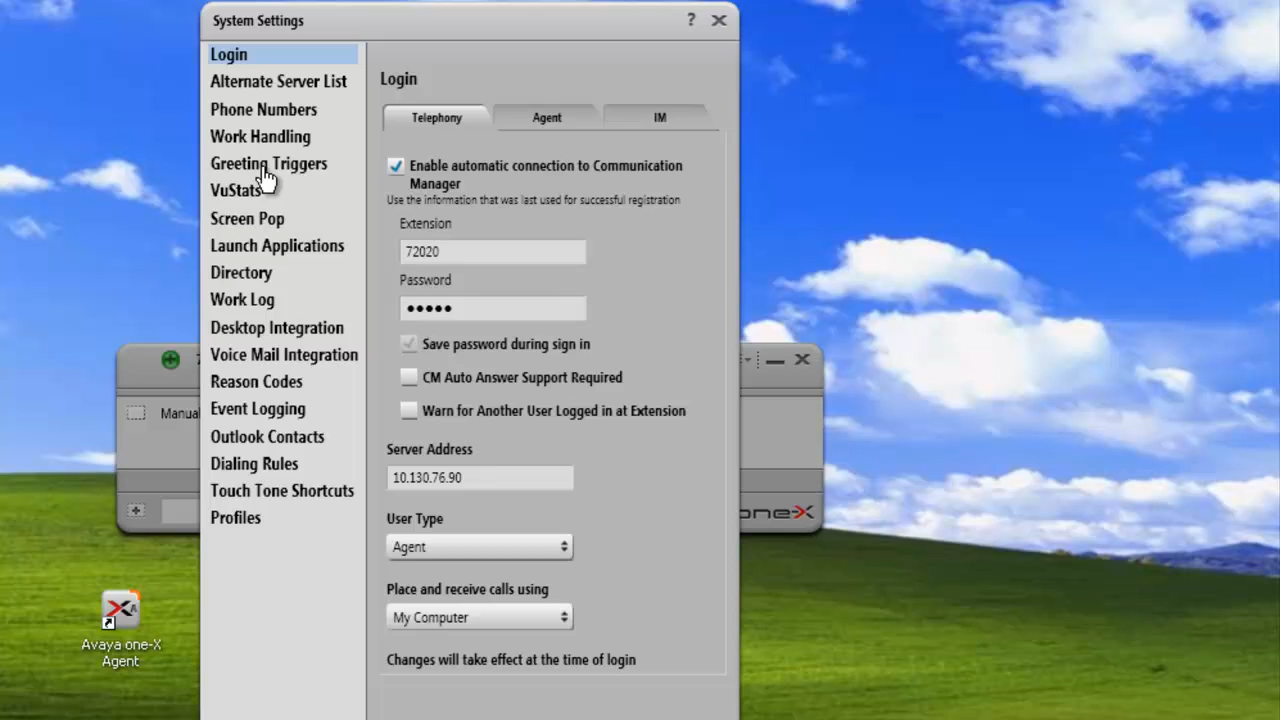 System Settings
?
Login
Alternate Server List
Phone Numbers
Work Handling
Greeting Triggers
VuStats
Screen Pop
Launch Applications
Directory
Work Log
Desktop Integration
Voice Mail Integration
Reason Codes
Event Logging
Outlook Contacts
Dialing Rules
Touch Tone Shortcuts
Profiles
Login
Telephony
Agent
IM
Enable automatic connection to Communication
Manager
Use the information that was last used for successful registration
Extension
72020
Password
Save password during sign in
CM Auto Answer Support Required
Warn for Another User Logged in at Extension
Server Address
10.130.76.90
User Type
Agent
Place and receive calls using
My Computer
Changes will take effect at the time of login
Manual
one-X
Avaya one-X
Agent